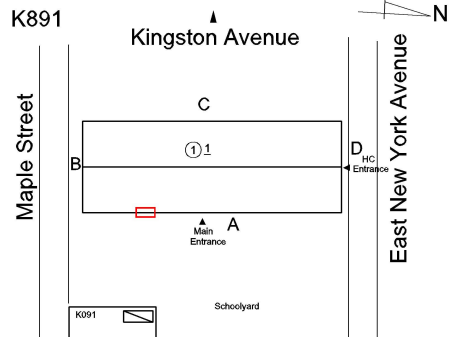 K891
N
Kingston Avenue
Maple Street
East New York Avenue
C
1 1
B
D
HC
Entrance
A
Main
Entrance
Schoolyard
K091